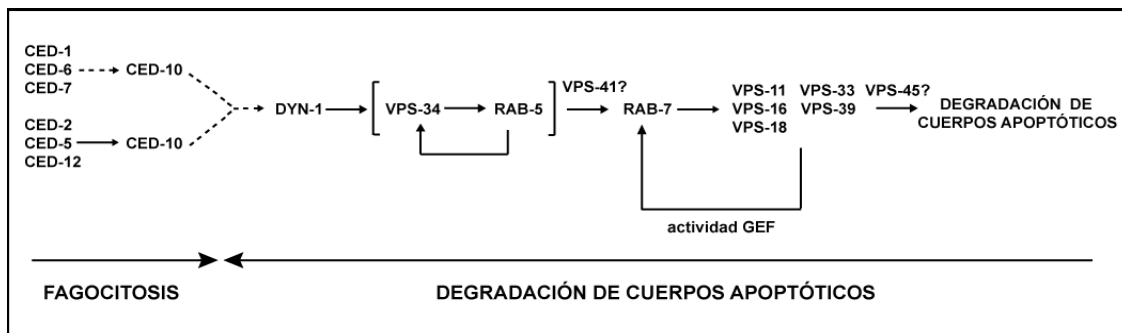 CED-1
CED-6 CED-10
CED-7
CED-2
CED-5 CED-10
CED-12
DYN-1
VPS-34 RAB-5
VPS-41?
RAB-7
VPS-11 VPS-33 VPS-45?
VPS-16 VPS-39
VPS-18
DEGRADACIÓN DE
CUERPOS APOPTÓTICOS
actividad GEF
FAGOCITOSIS DEGRADACIÓN DE CUERPOS APOPTÓTICOS